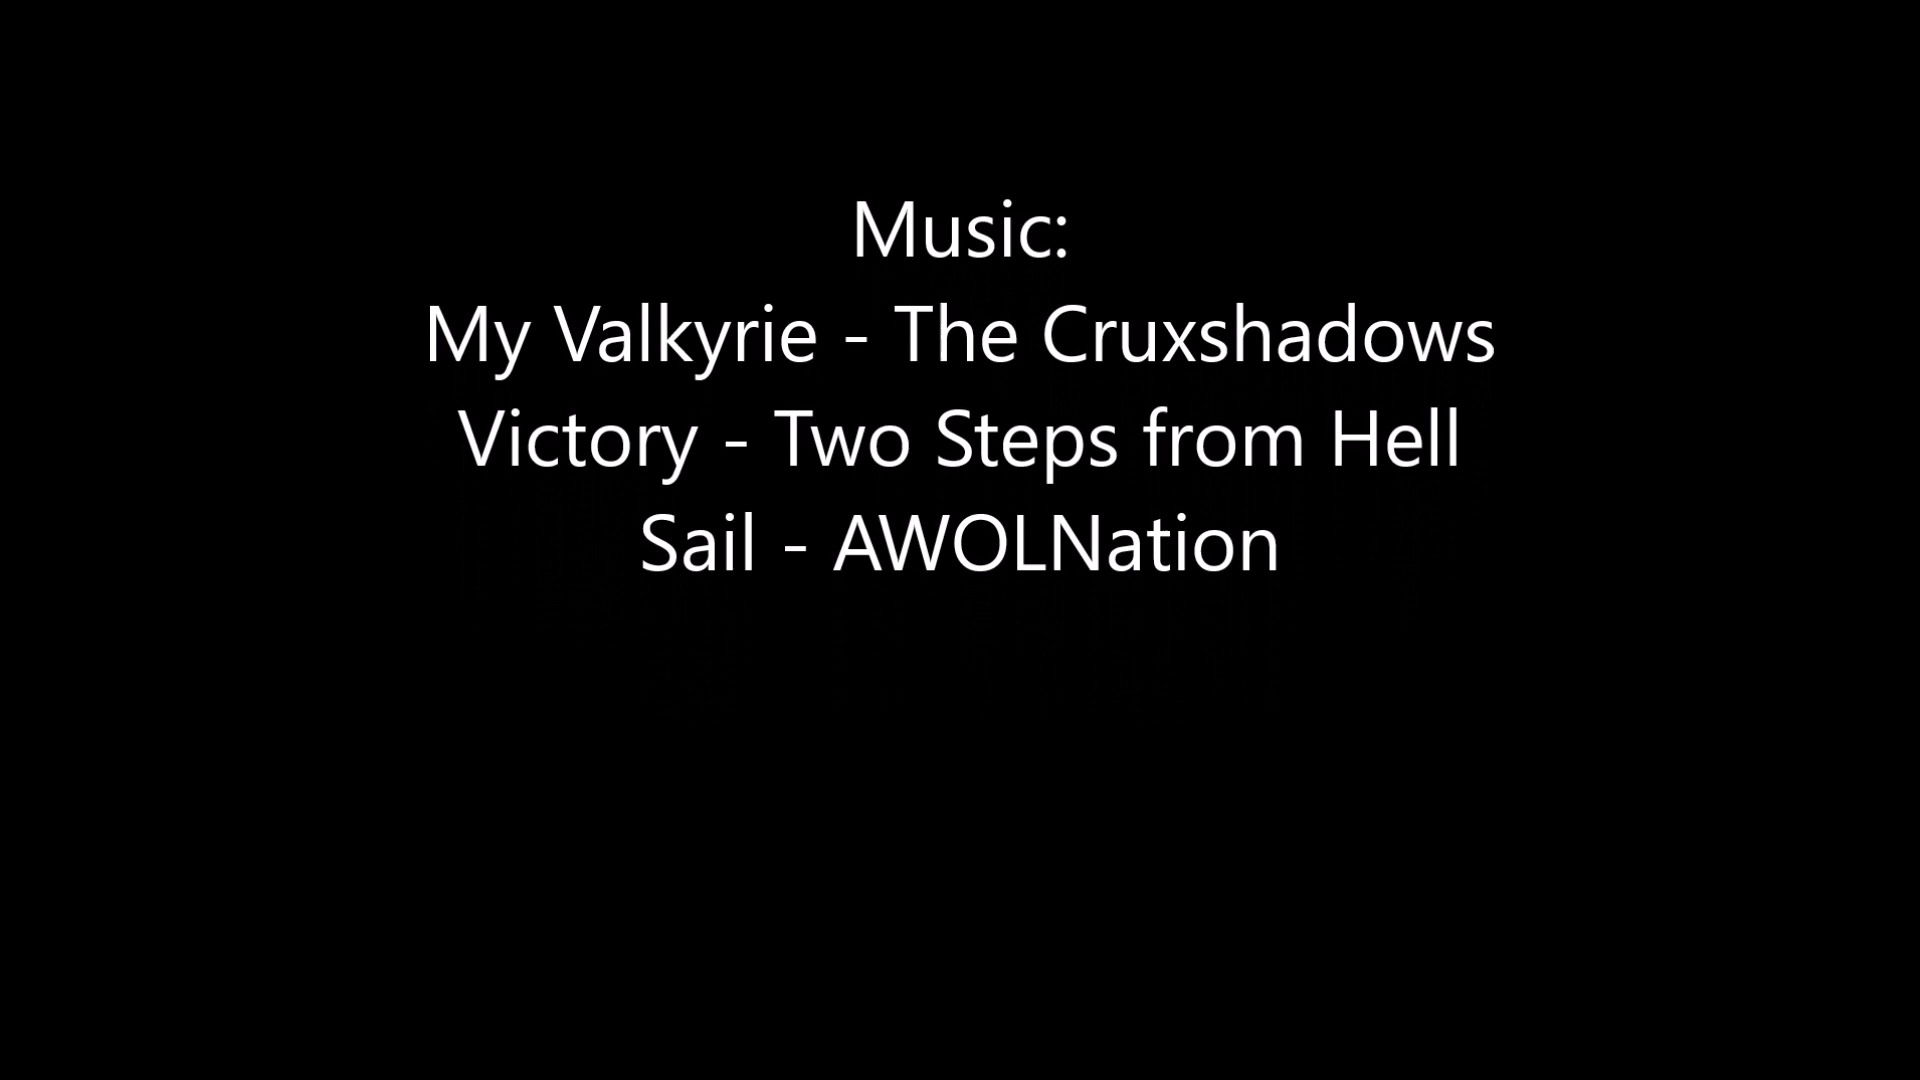 Music:
My Valkyrie - The Cruxshadows
Victory - Two Steps from Hell
Sail - AWOLNation